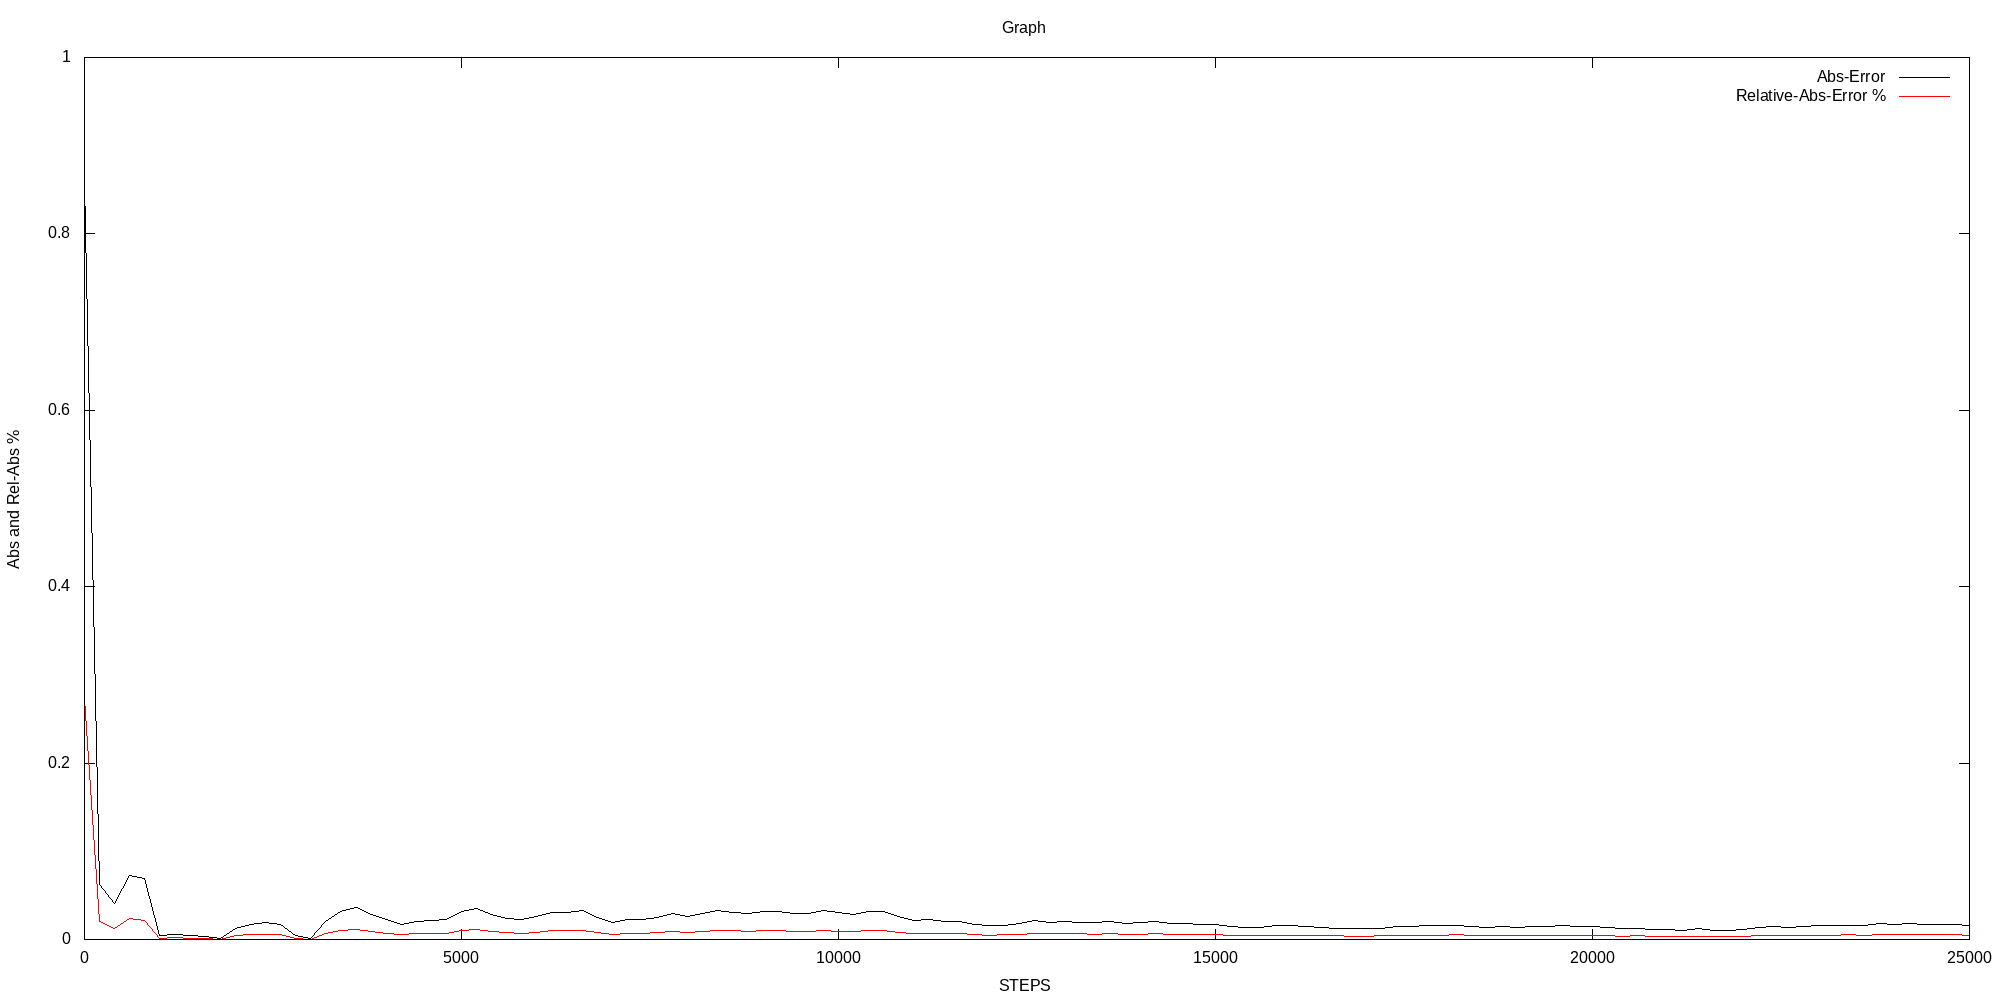 Graph
1
Abs-Error
Relative-Abs-Error %
0.8
0.6
Abs and Rel-Abs %
0.4
0.2
0
0 5000 10000 15000 20000 25000
STEPS